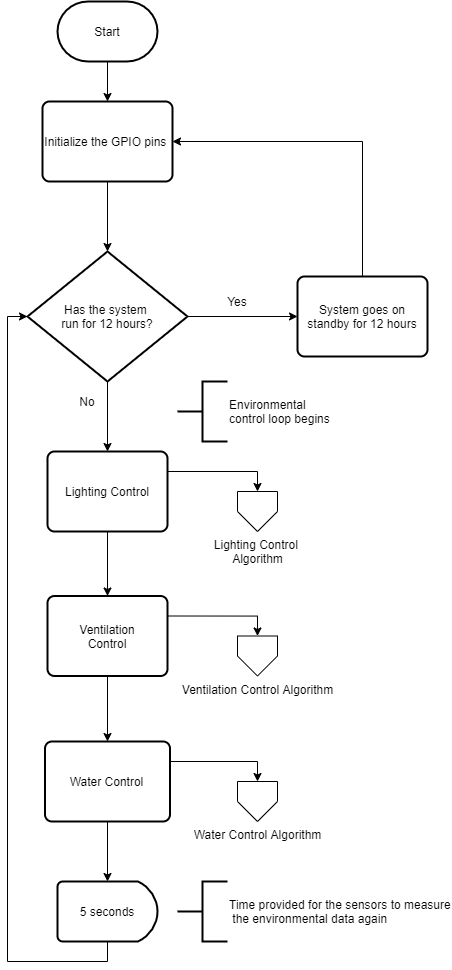 Start
Initialize the GPIO pins
Has the system
run for 12 hours?
Yes
System goes on
standby for 12 hours
No
Environmental
control loop begins
Lighting Control
Lighting Control
Algorithm
Ventilation
Control
Ventilation Control Algorithm
Water Control
Water Control Algorithm
5 seconds
Time provided for the sensors to measure
the environmental data again